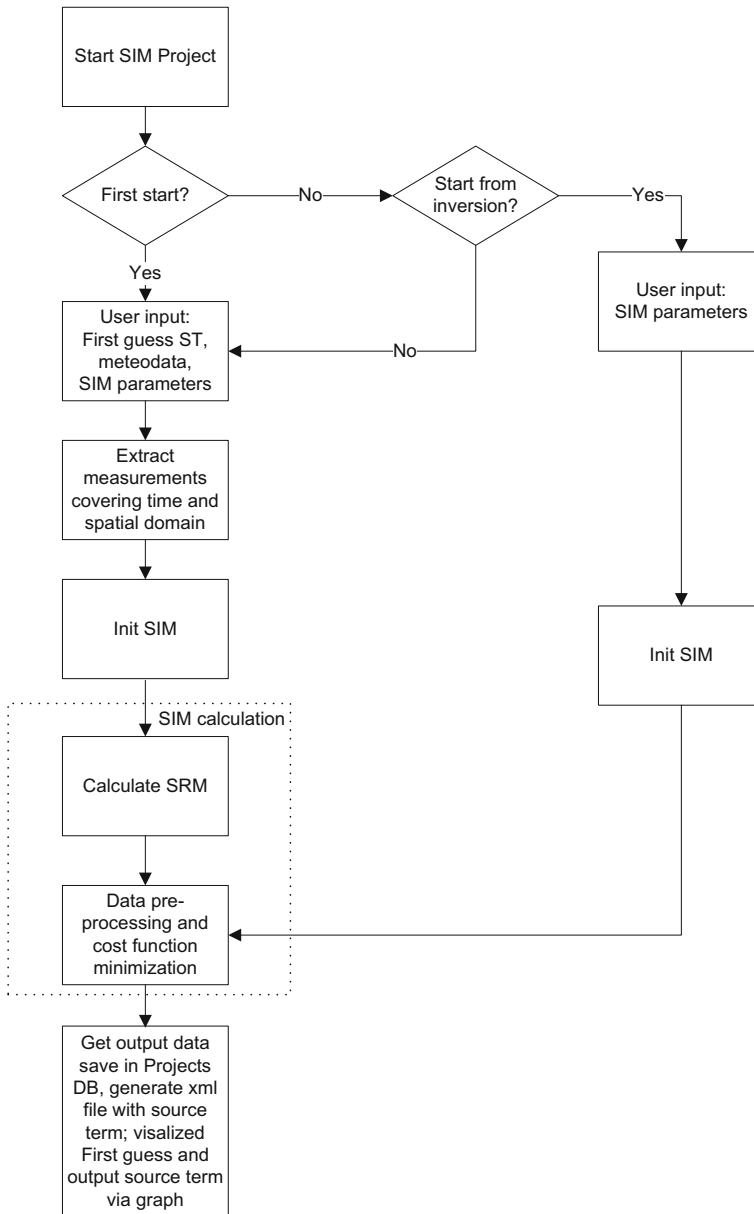 Start SIM Project
First start?
No
Start from
inversion?
Yes
Yes
User input:
First guess ST,
meteodata,
SIM parameters
No
User input:
SIM parameters
Extract
measurements
covering time and
spatial domain
Init SIM
Init SIM
SIM calculation
Calculate SRM
Data pre-
processing and
cost function
minimization
Get output data
save in Projects
DB, generate xml
file with source
term; visalized
First guess and
output source term
via graph